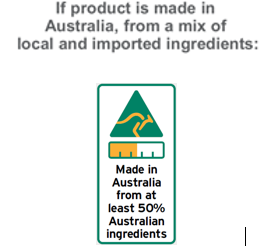 If product is made in
Australia, from a mix of
local and imported ingredients:
Made in
Australia
from at
least 50%
Australian
ingredients